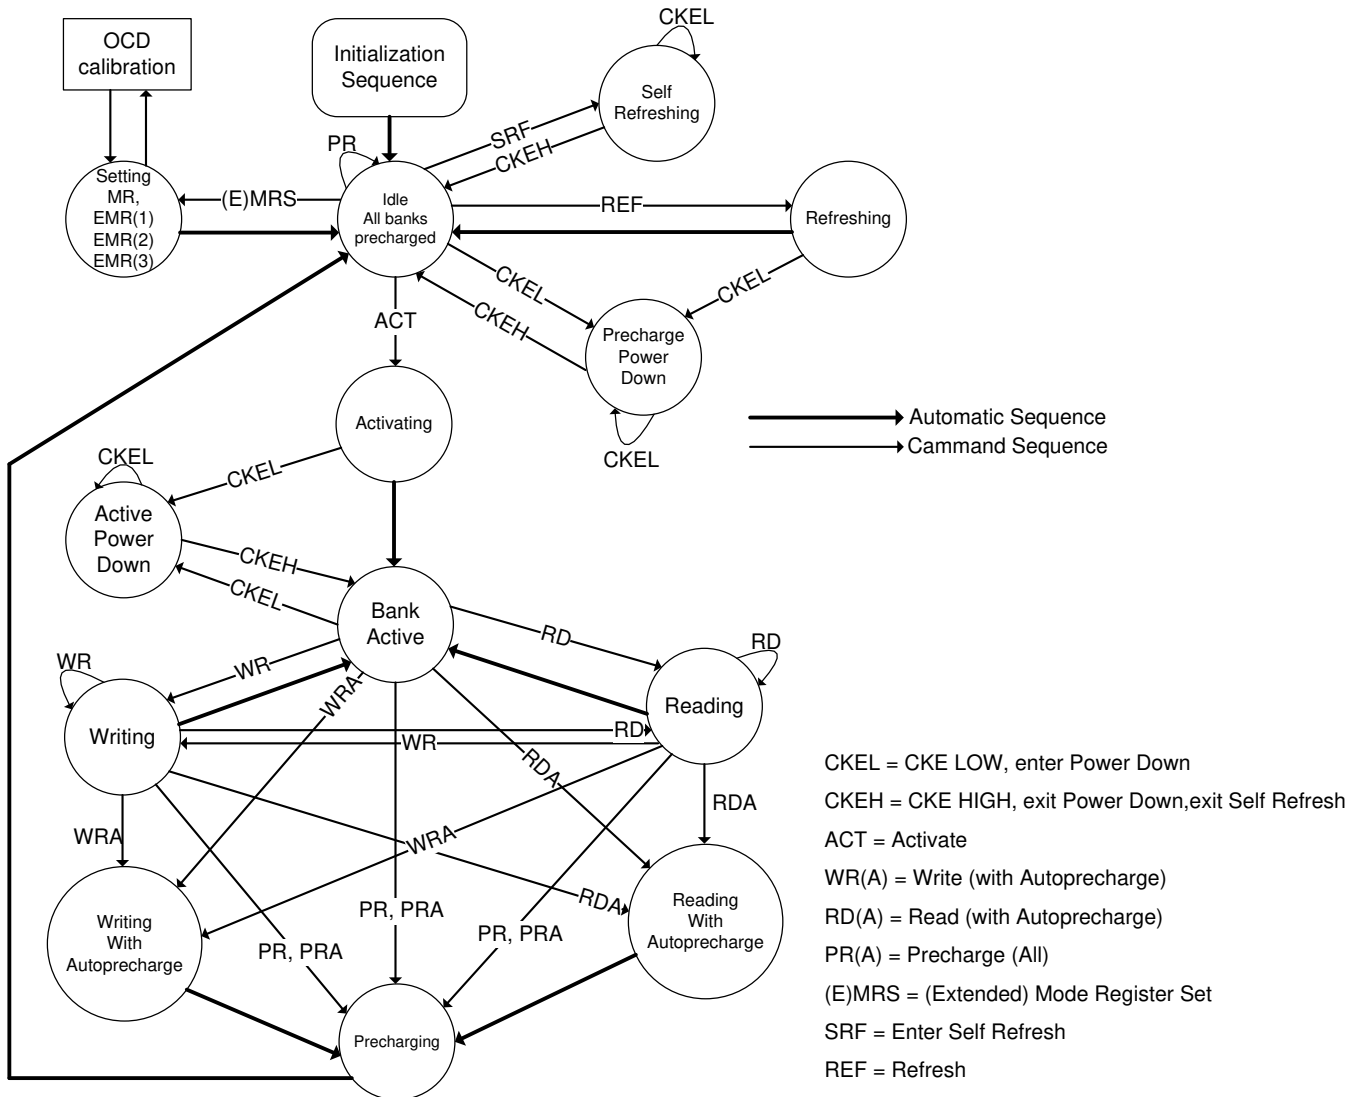 OCD
calibration
Initialization
Sequence
CKEL
Self
Refreshing
SRF
CKEH
PR
Setting
MR,
EMR(1)
EMR(2)
EMR(3)
(E)MRS
Idle
All banks
precharged
REF
Refreshing
CKEL
CKEH
CKEL
Precharge
Power
Down
CKEL
ACT
Activating
Automatic Sequence
Cammand Sequence
CKEL
CKEL
Active
Power
Down
CKEH
CKEL
Bank
Active
RD
RD
WR
WR
WRA
Reading
Writing
RD
WR
RDA
RDA
WRA
WRA
RDA
PR, PRA
PR, PRA
PR, PRA
Writing
With
Autoprecharge
Reading
With
Autoprecharge
Precharging
CKEL = CKE LOW, enter Power Down
CKEH = CKE HIGH, exit Power Down,exit Self Refresh
ACT = Activate
WR(A) = Write (with Autoprecharge)
RD(A) = Read (with Autoprecharge)
PR(A) = Precharge (All)
(E)MRS = (Extended) Mode Register Set
SRF = Enter Self Refresh
REF = Refresh